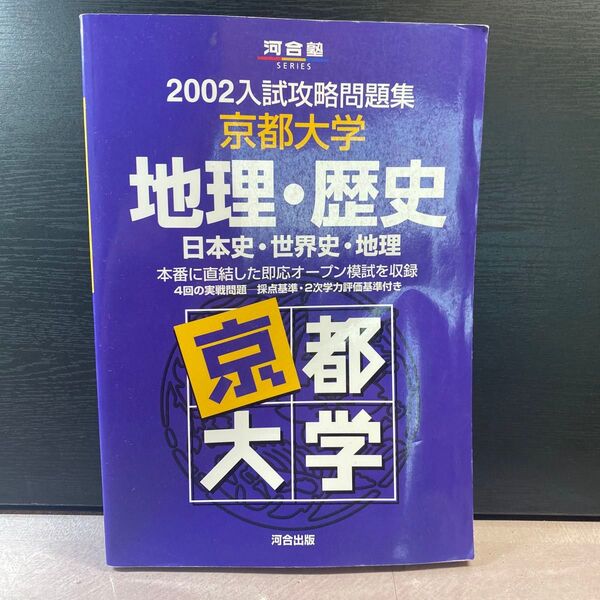 河合塾
SERIES
2002入試攻略問題集
京都大学
地理・歴史
日本史・世界史・地理
本番に直結した即応オープン模試を収録
4回の実戦問題 採点基準・2次学力評価基準付き
京都
大学
河合出版